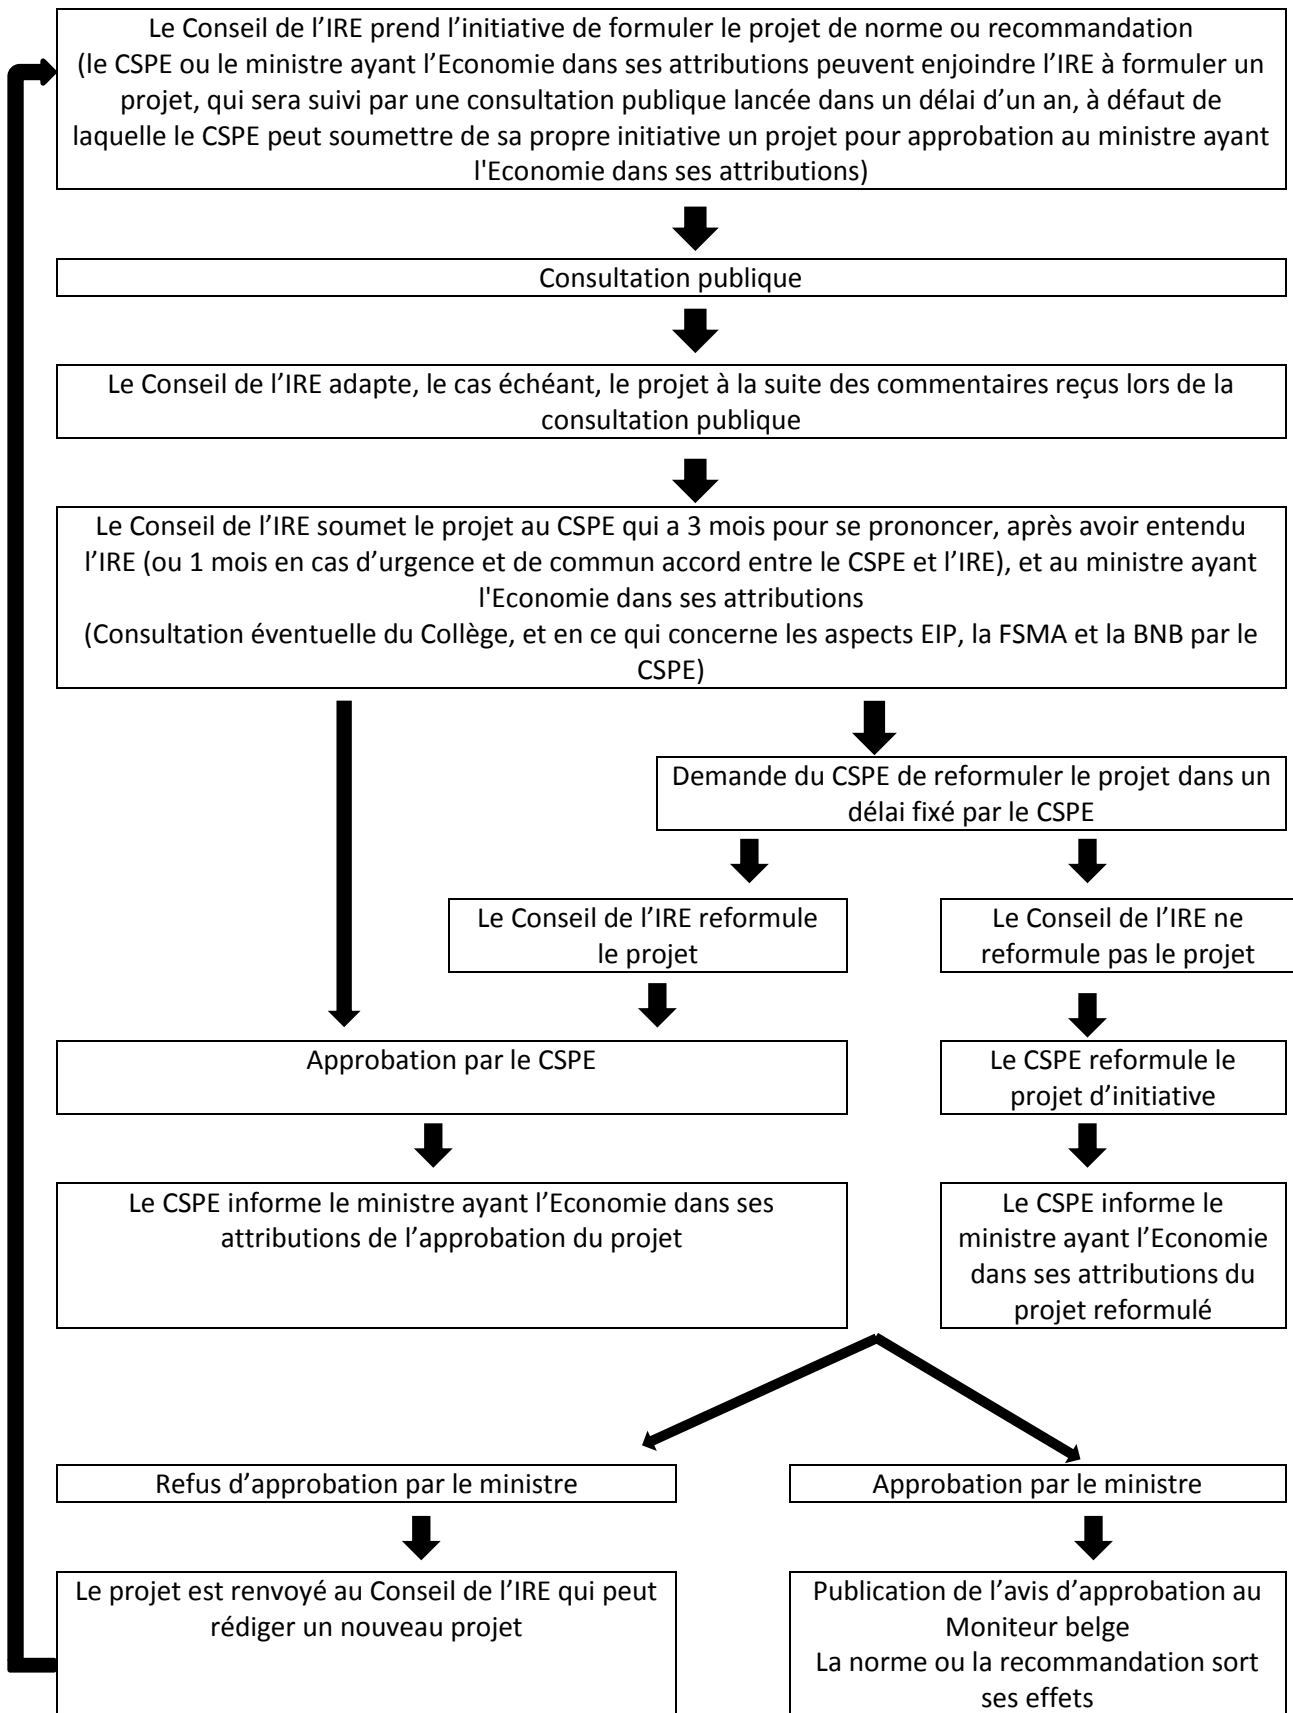 Le Conseil de l’IRE prend l’initiative de formuler le projet de norme ou recommandation
(le CSPE ou le ministre ayant l’Economie dans ses attributions peuvent enjoindre l’IRE à formuler un
projet, qui sera suivi par une consultation publique lancée dans un délai d’un an, à défaut de
laquelle le CSPE peut soumettre de sa propre initiative un projet pour approbation au ministre ayant
l'Economie dans ses attributions)
Consultation publique
Le Conseil de l’IRE adapte, le cas échéant, le projet à la suite des commentaires reçus lors de la
consultation publique
Le Conseil de l’IRE soumet le projet au CSPE qui a 3 mois pour se prononcer, après avoir entendu
l’IRE (ou 1 mois en cas d’urgence et de commun accord entre le CSPE et l’IRE), et au ministre ayant
l'Economie dans ses attributions
(Consultation éventuelle du Collège, et en ce qui concerne les aspects EIP, la FSMA et la BNB par le
CSPE)
Demande du CSPE de reformuler le projet dans un
délai fixé par le CSPE
Le Conseil de l’IRE reformule
le projet
Le Conseil de l’IRE ne
reformule pas le projet
Approbation par le CSPE
Le CSPE reformule le
projet d’initiative
Le CSPE informe le ministre ayant l’Economie dans ses
attributions de l’approbation du projet
Le CSPE informe le
ministre ayant l’Economie
dans ses attributions du
projet reformulé
Refus d’approbation par le ministre
Approbation par le ministre
Le projet est renvoyé au Conseil de l’IRE qui peut
rédiger un nouveau projet
Publication de l’avis d’approbation au
Moniteur belge
La norme ou la recommandation sort
ses effets